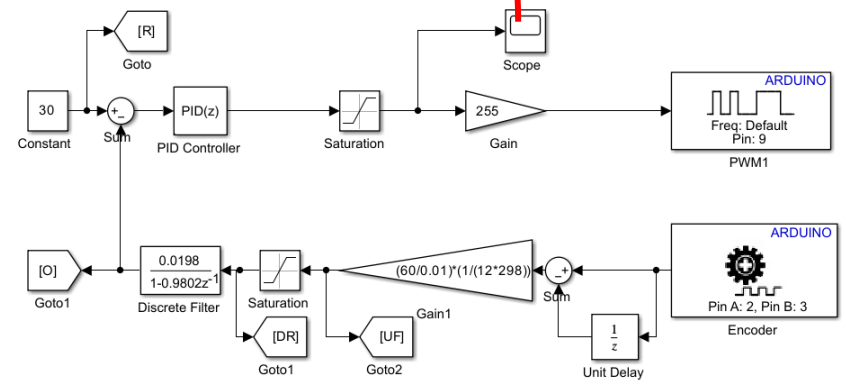 [R]
Goto
30
Constant
+
−
Sum
PID(z)
PID Controller
Saturation
Scope
255
Gain
ARDUINO
Freq: Default
Pin: 9
PWM1
[O]
Goto1
0.0198
1-0.9802z-1
Discrete Filter
Saturation
[DR]
Goto1
(60/0.01)*(1/(12*298))
Gain1
[UF]
Goto2
−+
Sum
1
z
Unit Delay
ARDUINO
Pin A: 2, Pin B: 3
Encoder